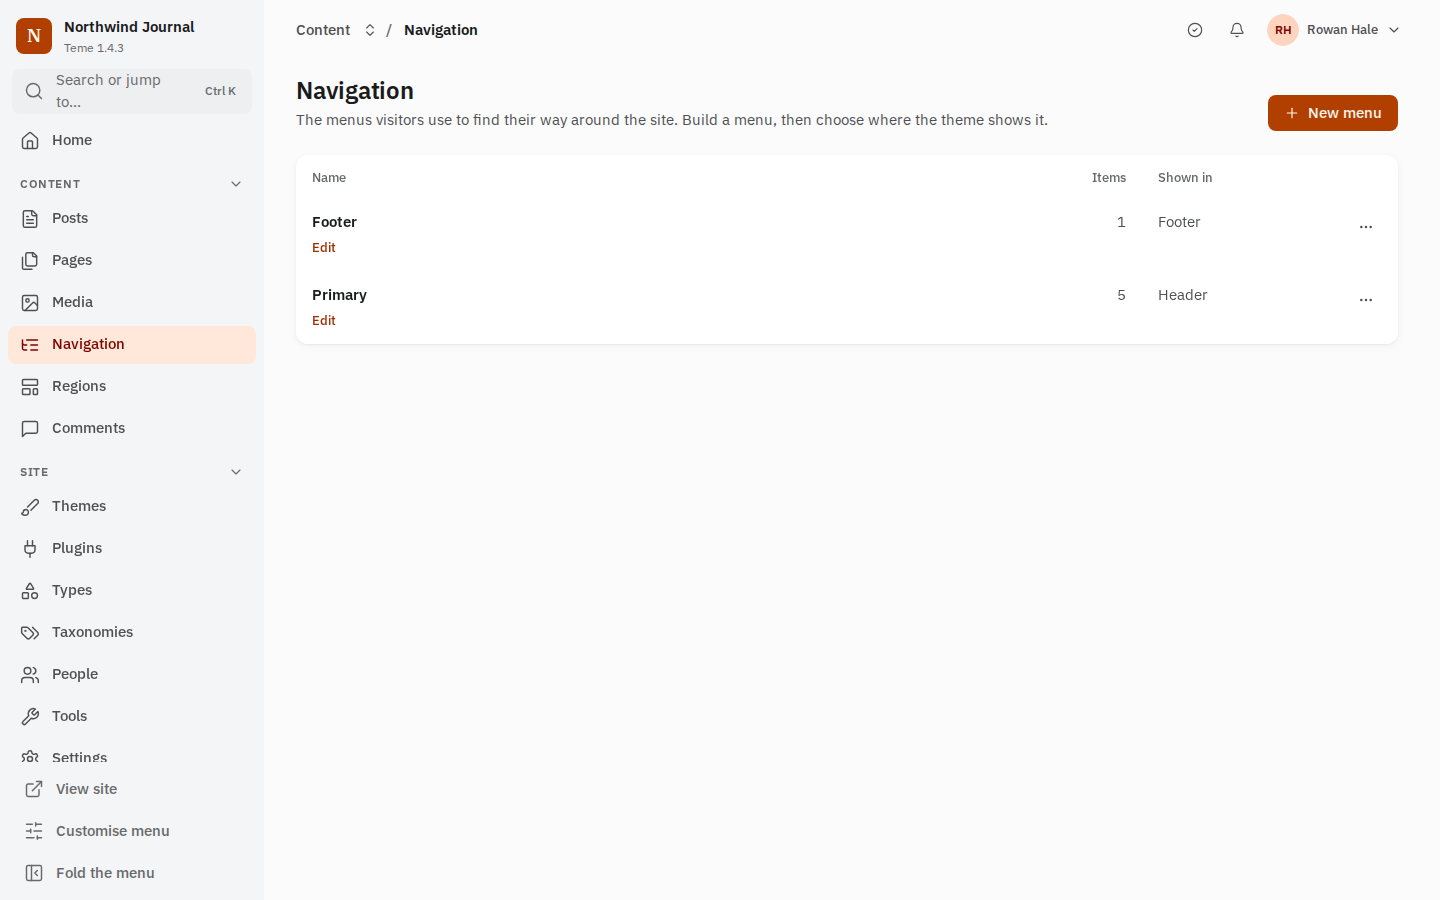 N
Northwind Journal
Teme 1.4.3
Search or jump to...
Ctrl K
Home
CONTENT
Posts
Pages
Media
Navigation
Regions
Comments
SITE
Themes
Plugins
Types
Taxonomies
People
Tools
Settings
View site
Customise menu
Fold the menu
Content / Navigation
RH Rowan Hale
Navigation
The menus visitors use to find their way around the site. Build a menu, then choose where the theme shows it.
New menu
Name Items Shown in
Footer 1 Footer
Edit
Primary 5 Header
Edit